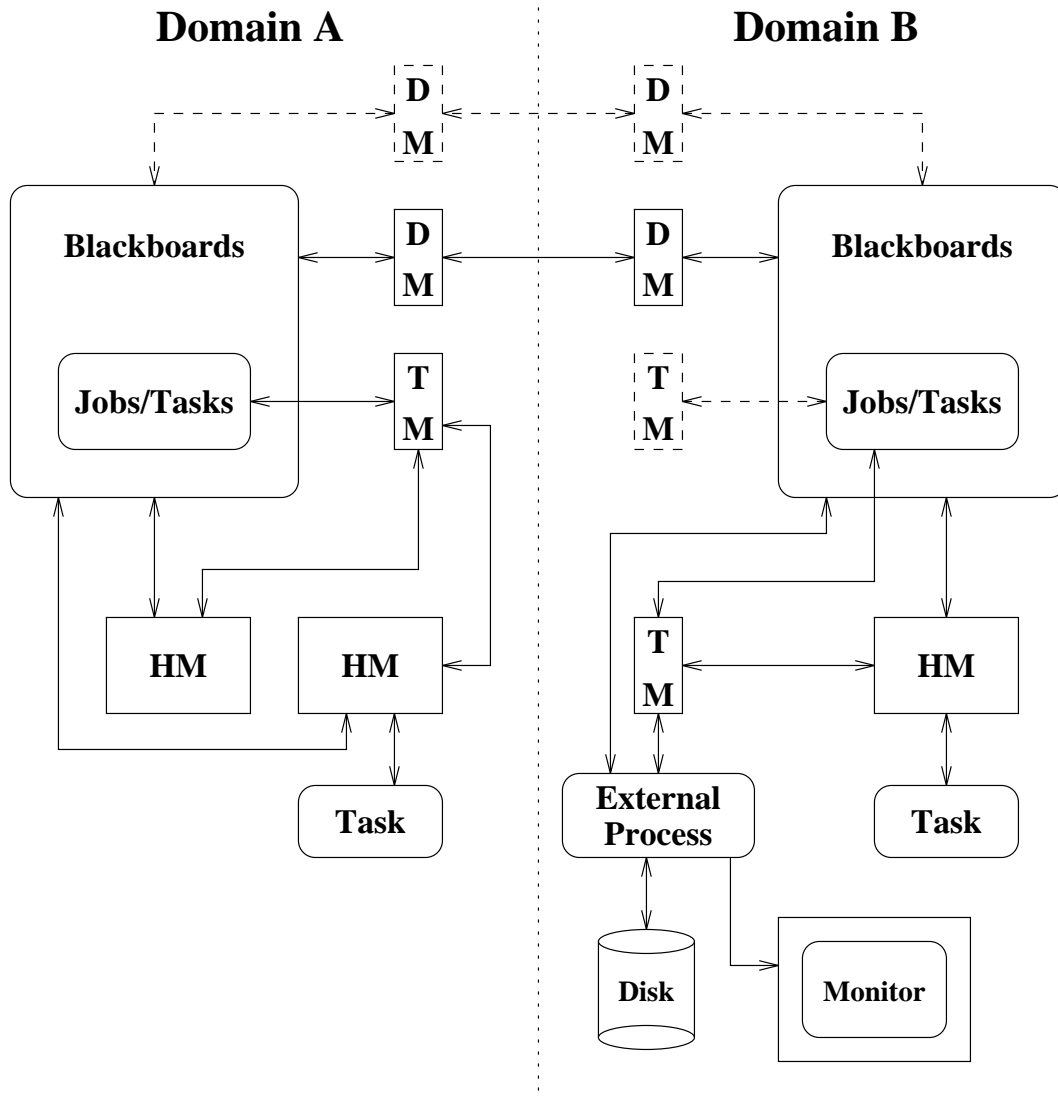 Domain A
Domain B
D
M
D
M
Blackboards
D
M
D
M
Blackboards
Jobs/Tasks
T
M
T
M
Jobs/Tasks
HM
HM
T
M
HM
Task
External
Process
Task
Disk
Monitor